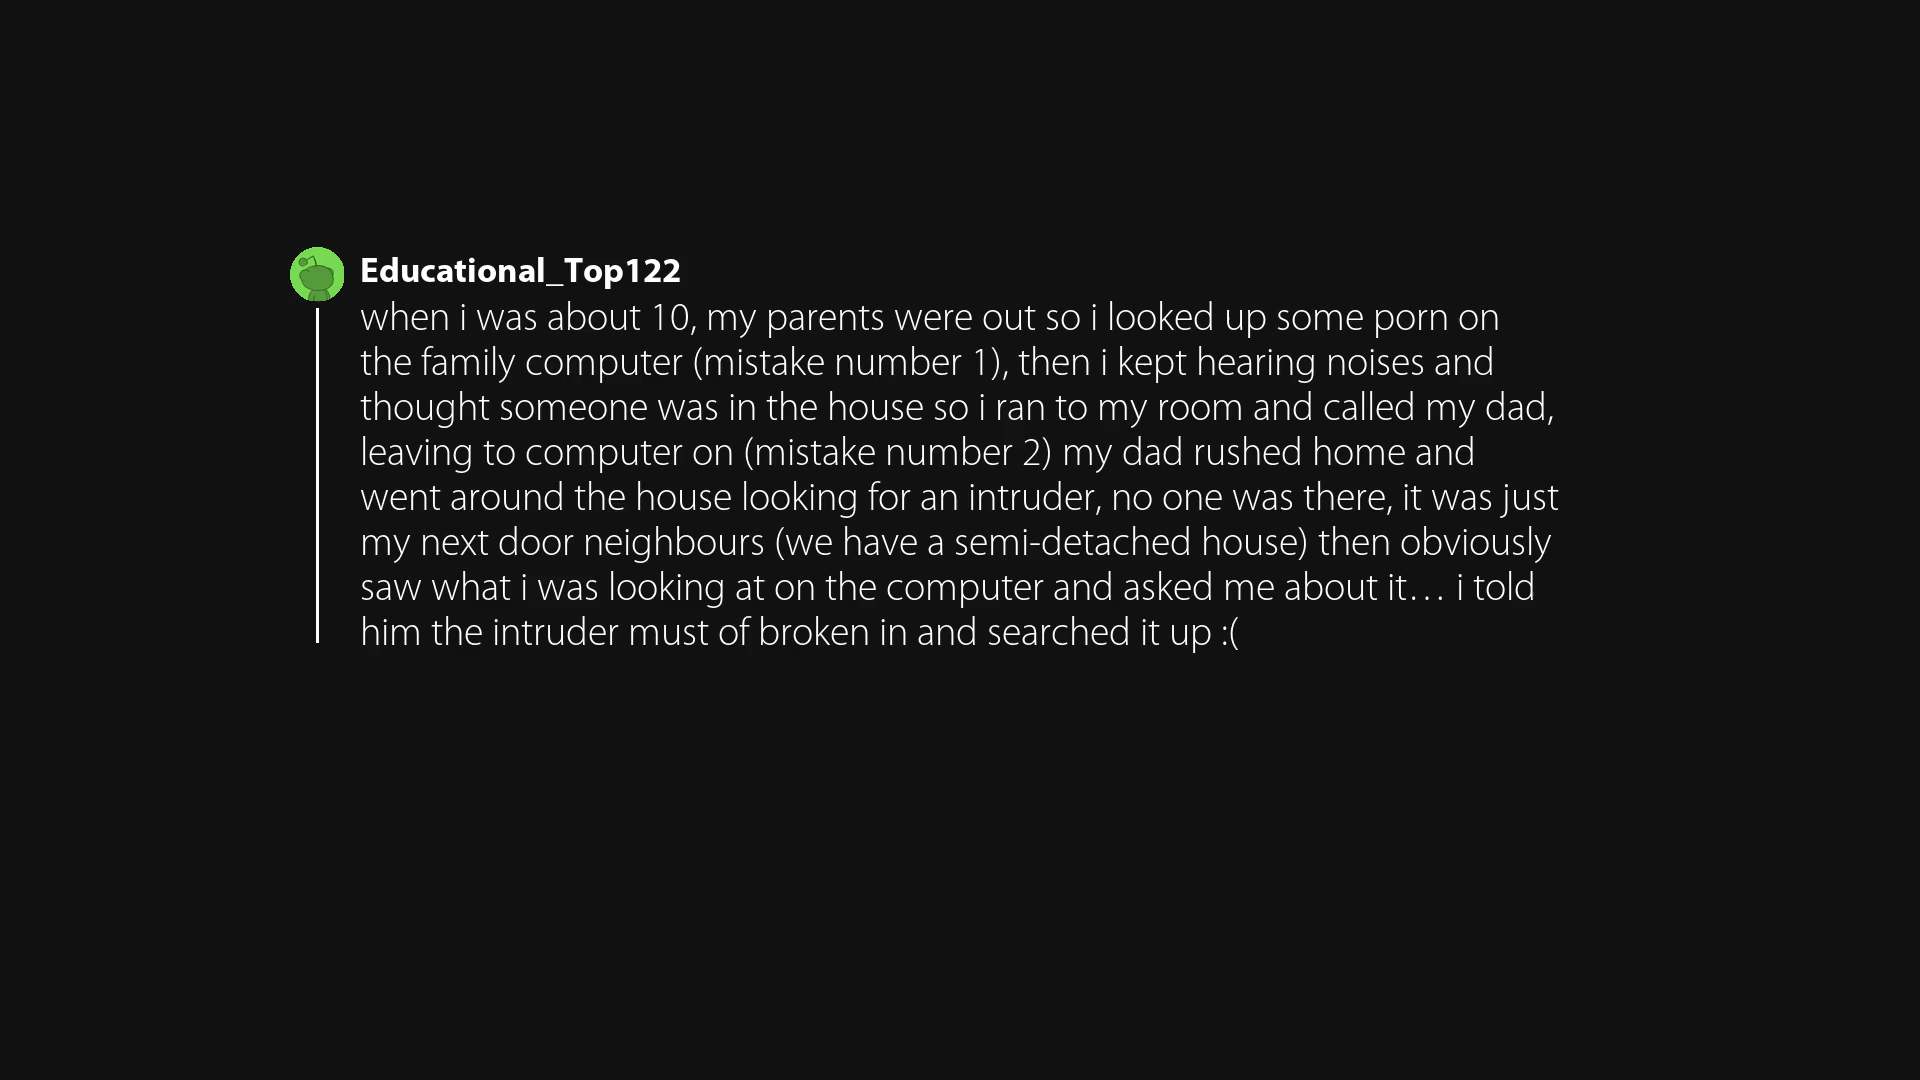 Educational_Top122
when i was about 10, my parents were out so i looked up some porn on
the family computer (mistake number 1), then i kept hearing noises and
thought someone was in the house so i ran to my room and called my dad,
leaving to computer on (mistake number 2) my dad rushed home and
went around the house looking for an intruder, no one was there, it was just
my next door neighbours (we have a semi-detached house) then obviously
saw what i was looking at on the computer and asked me about it… i told
him the intruder must of broken in and searched it up :(